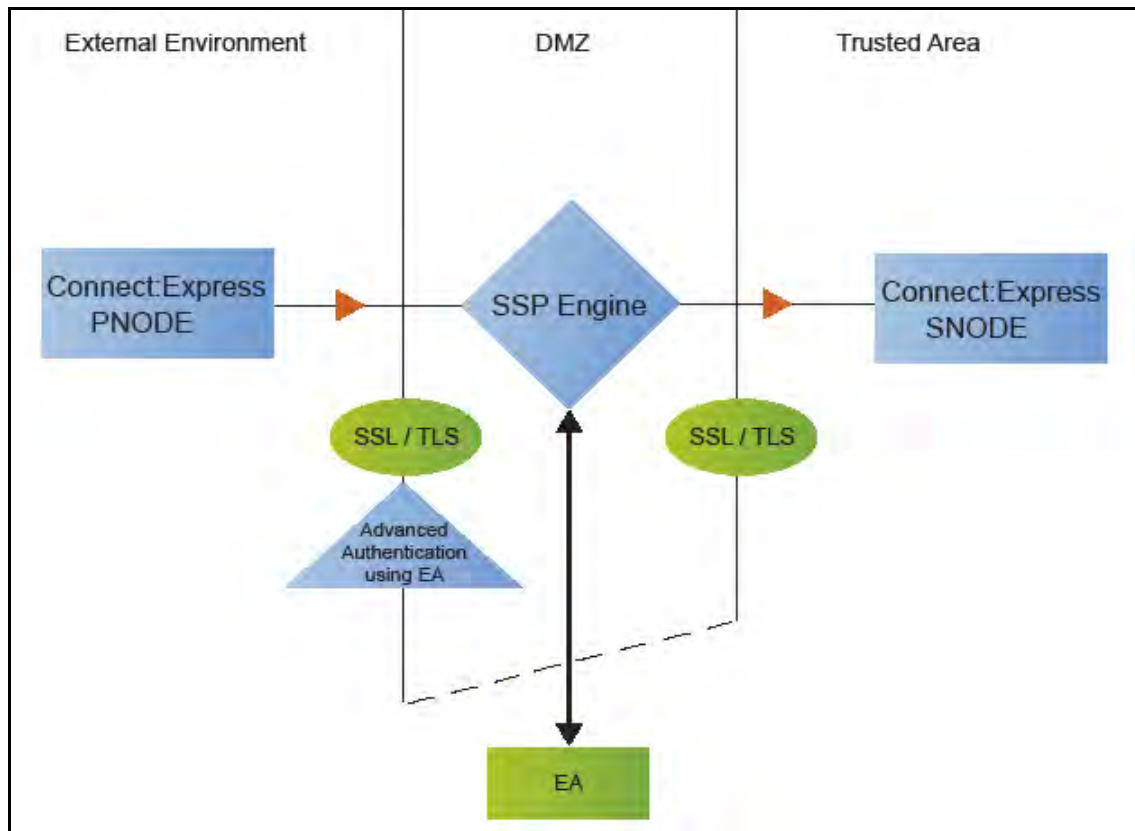 External Environment
DMZ
Trusted Area
Connect:Express
PNODE
SSP Engine
Connect:Express
SNODE
SSL / TLS
SSL / TLS
Advanced
Authentication
using EA
EA